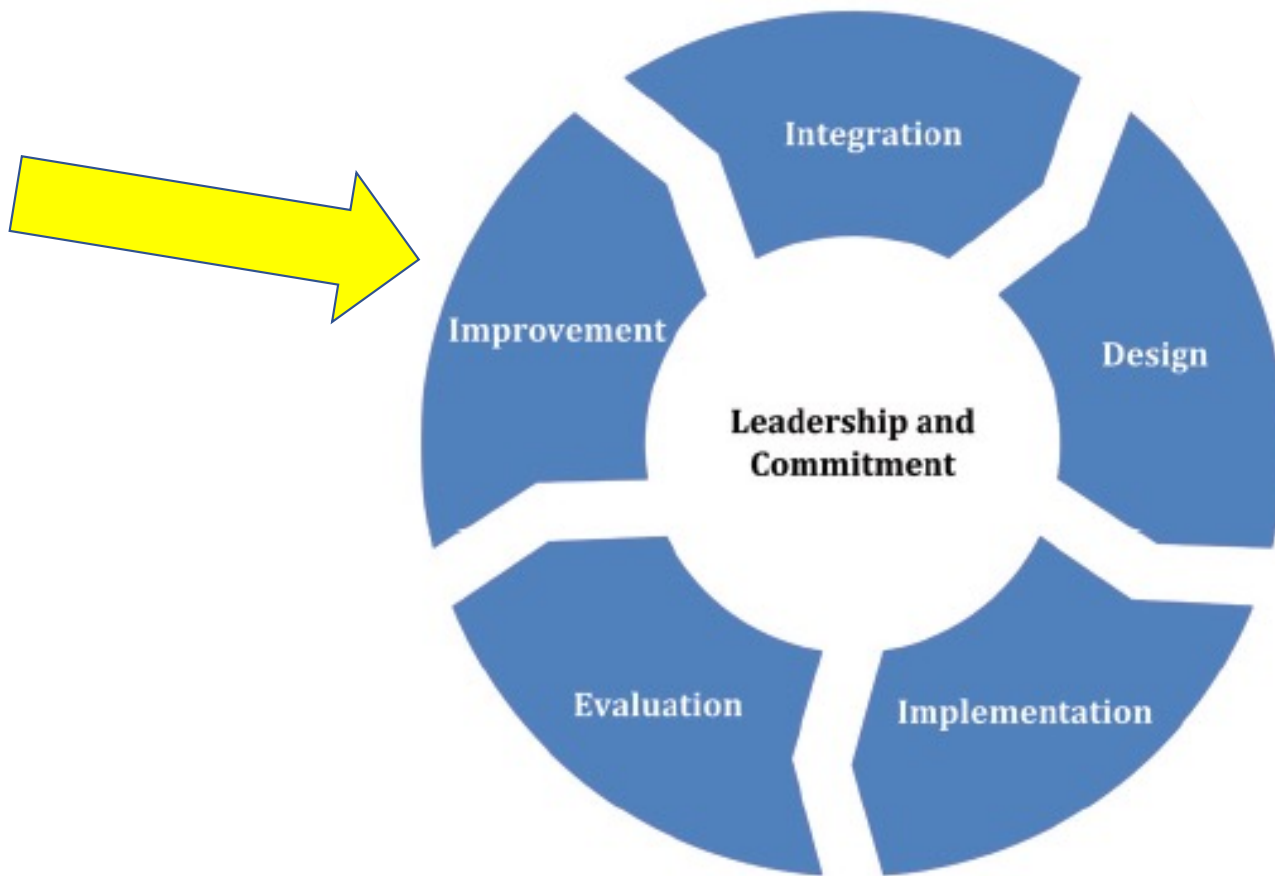 Integration
Improvement
Design
Leadership and
Commitment
Evaluation
Implementation